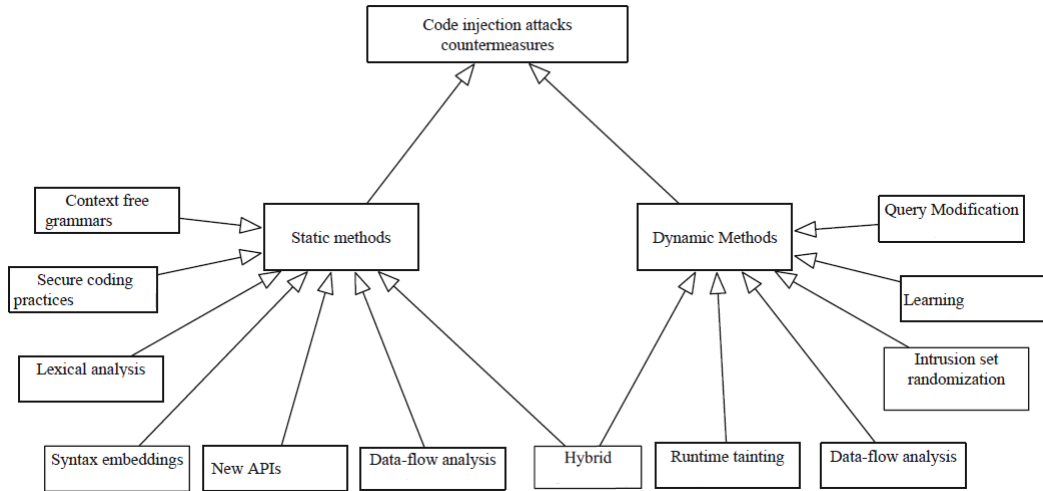 Code injection attacks
countermeasures
Context free
grammars
Static methods
Dynamic Methods
Query Modification
Secure coding
practices
Learning
Lexical analysis
Intrusion set
randomization
Syntax embeddings
New APIs
Data-flow analysis
Hybrid
Runtime tainting
Data-flow analysis